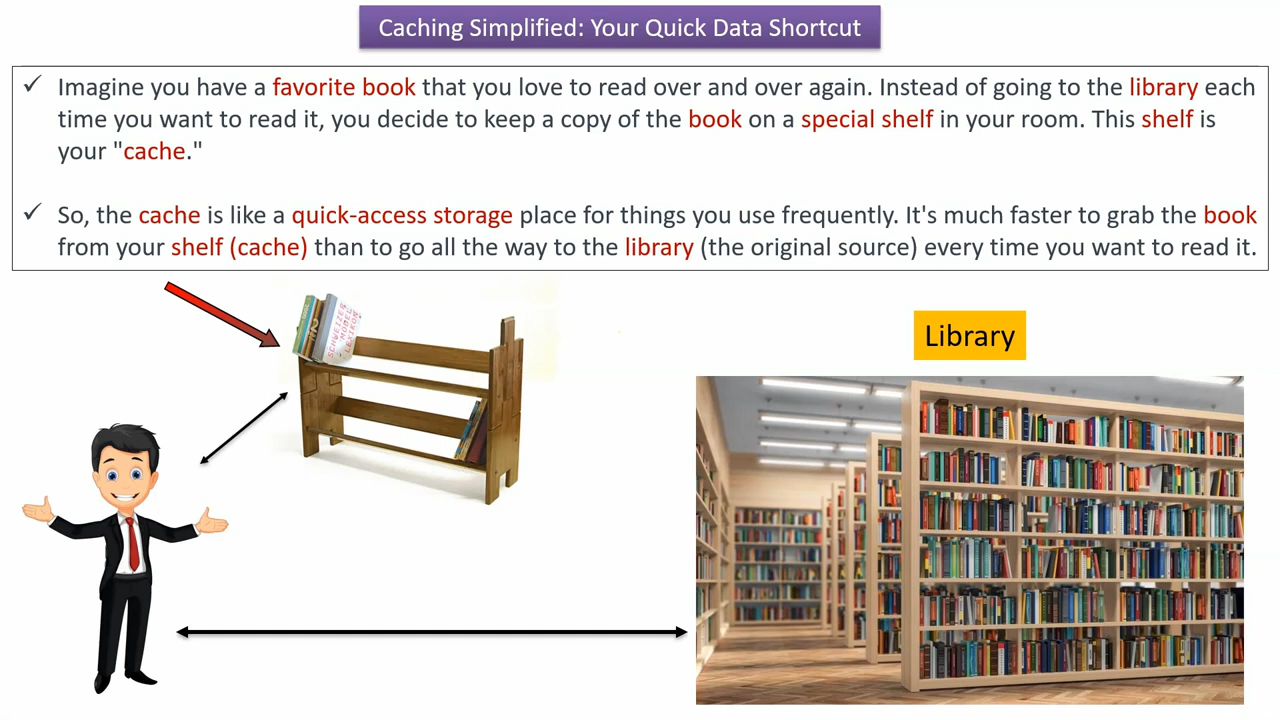 Caching Simplified: Your Quick Data Shortcut
✓ Imagine you have a favorite book that you love to read over and over again. Instead of going to the library each
time you want to read it, you decide to keep a copy of the book on a special shelf in your room. This shelf is
your "cache."
✓ So, the cache is like a quick-access storage place for things you use frequently. It's much faster to grab the book
from your shelf (cache) than to go all the way to the library (the original source) every time you want to read it.
SCHWEIZER
MÖBEL
LEXIKON
Library